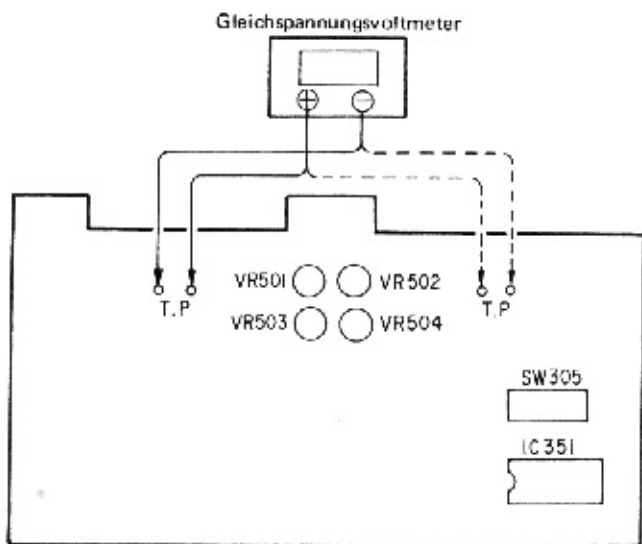 Gleichspannungsvoltmeter
+ −
VR501 VR502
T.P T.P
VR503 VR504
SW305
IC351